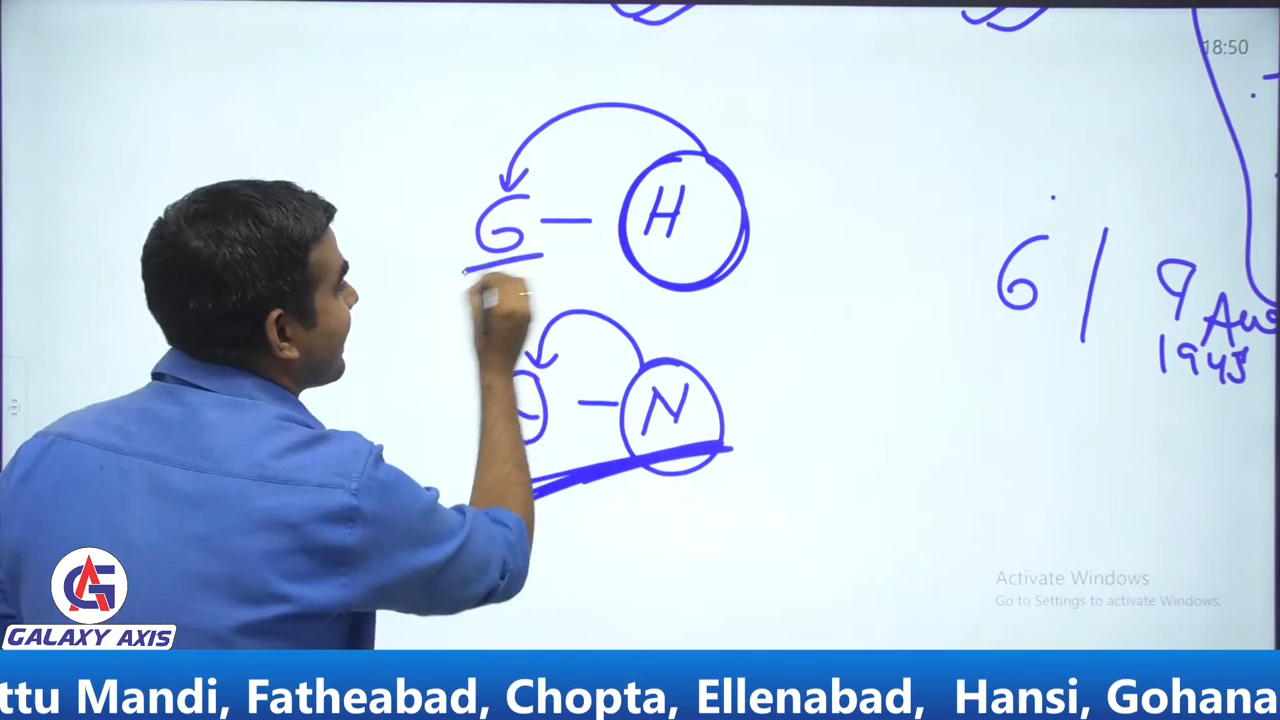 18:50
G — H
6 / 9
Au
1945
— N
Activate Windows
Go to Settings to activate Windows.
GALAXY AXIS
ttu Mandi, Fatheabad, Chopta, Ellenabad, Hansi, Gohana